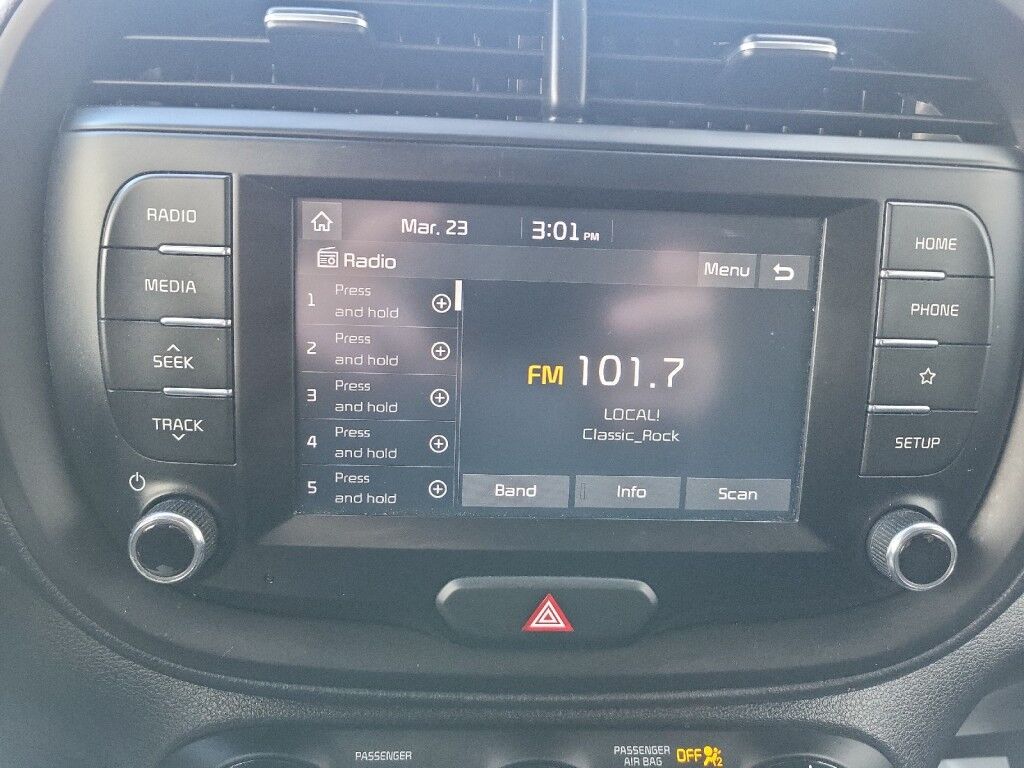 Mar. 23 3:01 PM
Radio Menu
RADIO
MEDIA
SEEK
TRACK
1 Press
and hold
2 Press
and hold
3 Press
and hold
4 Press
and hold
5 Press
and hold
FM 101.7
LOCAL!
Classic_Rock
Band Info Scan
HOME
PHONE
SETUP
PASSENGER
PASSENGER
AIR BAG OFF 2